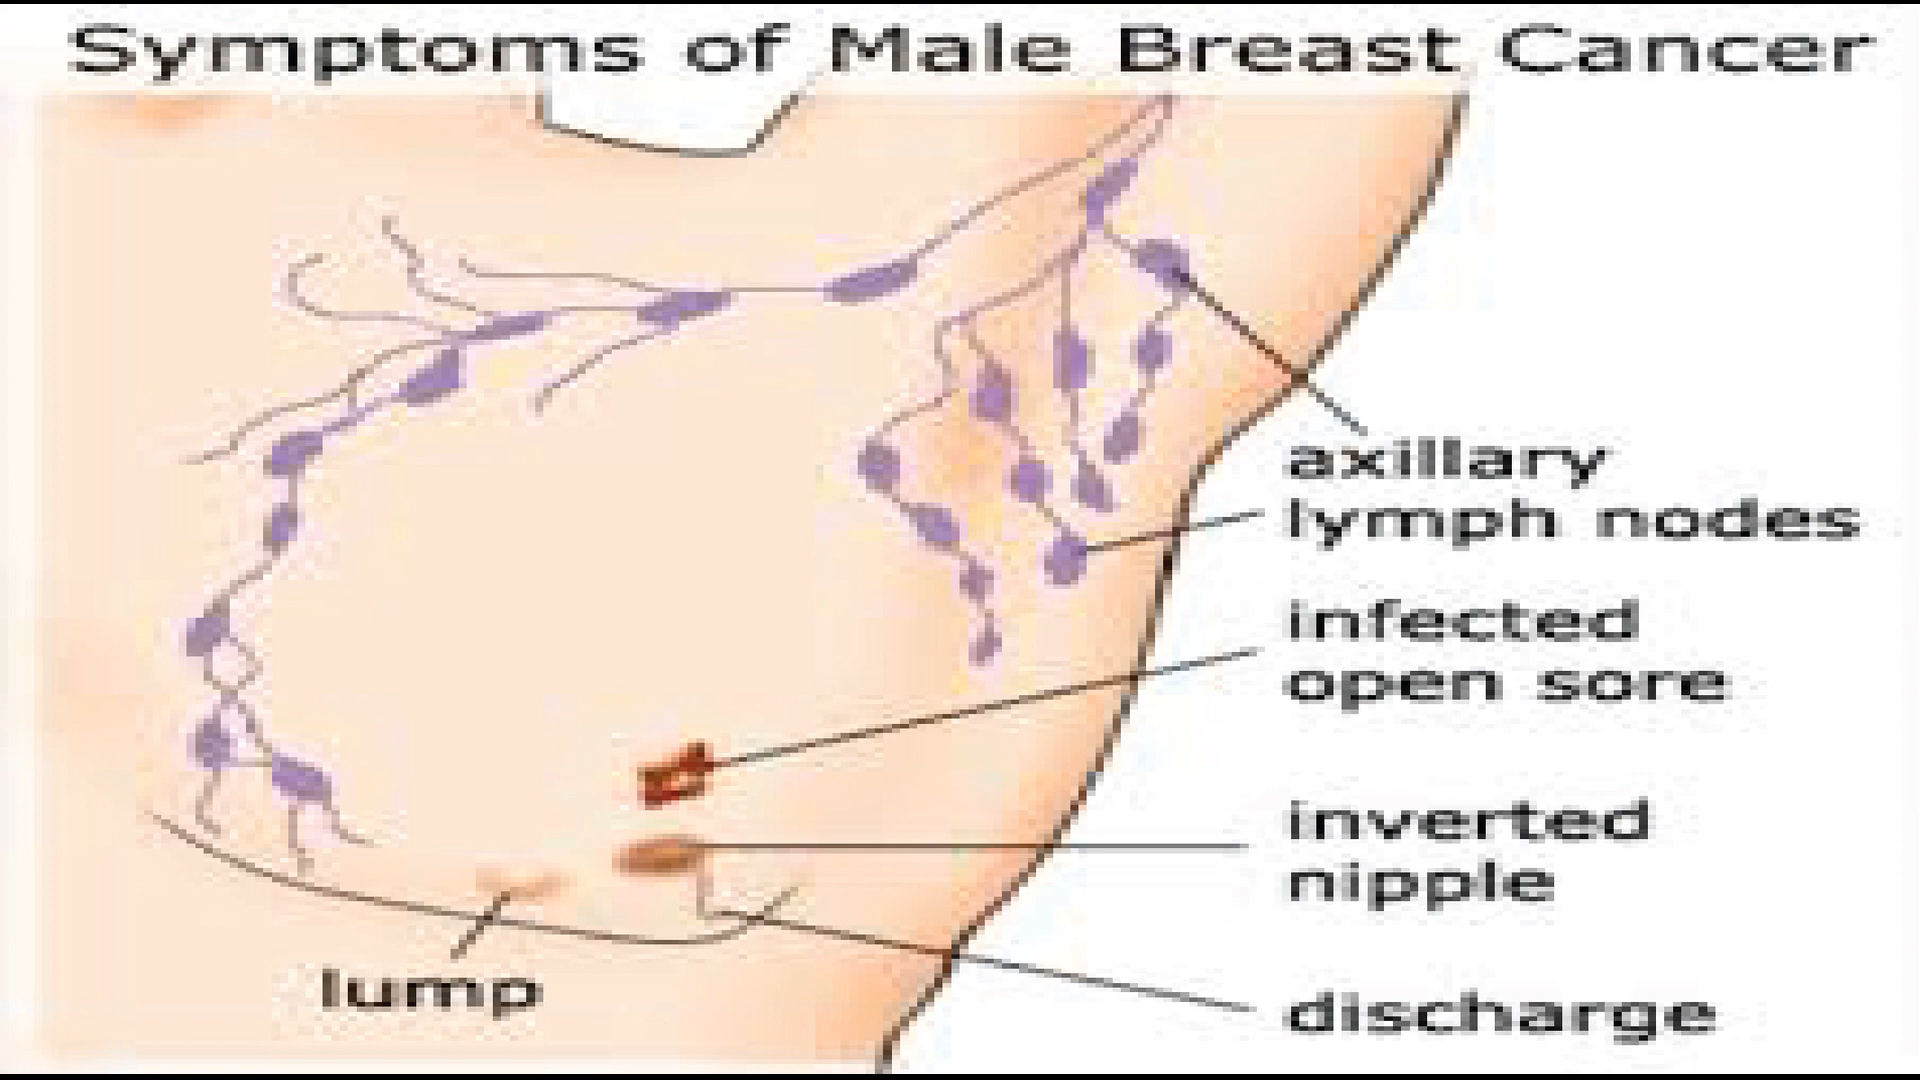 Symptoms of Male Breast Cancer
axillary
lymph nodes
infected
open sore
inverted
nipple
lump
discharge